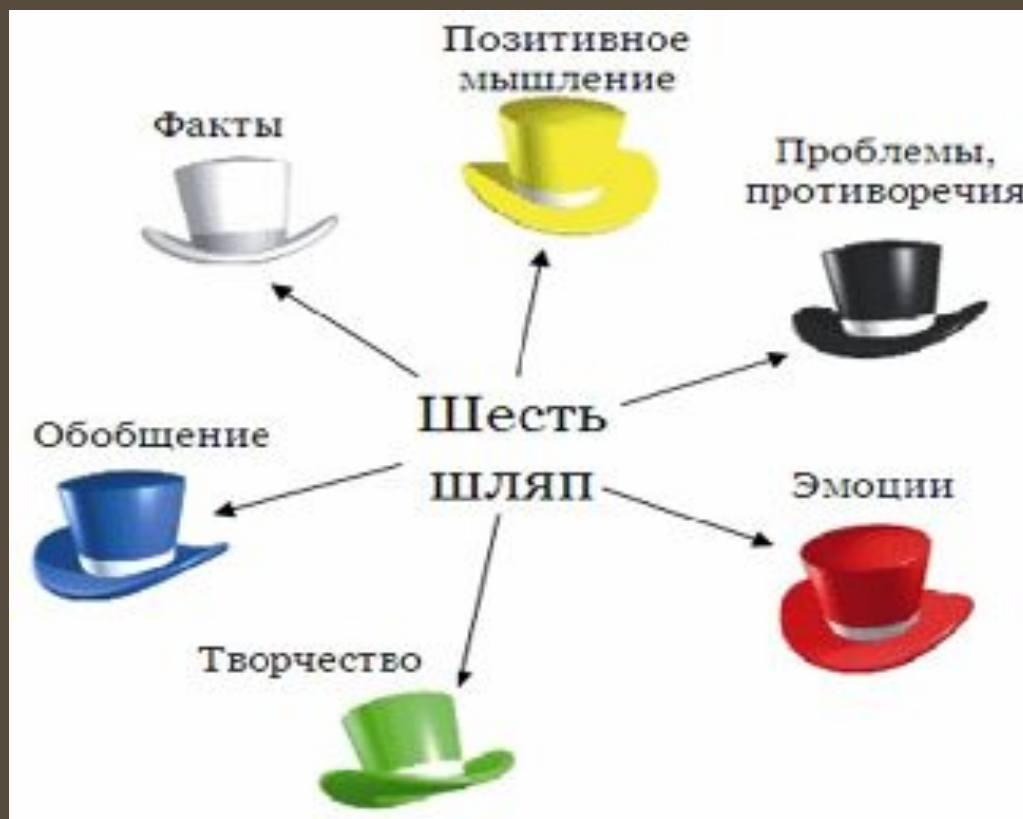 Позитивное
мышление
Факты
Проблемы,
противоречия
Шесть
шляп
Обобщение
Эмоции
Творчество